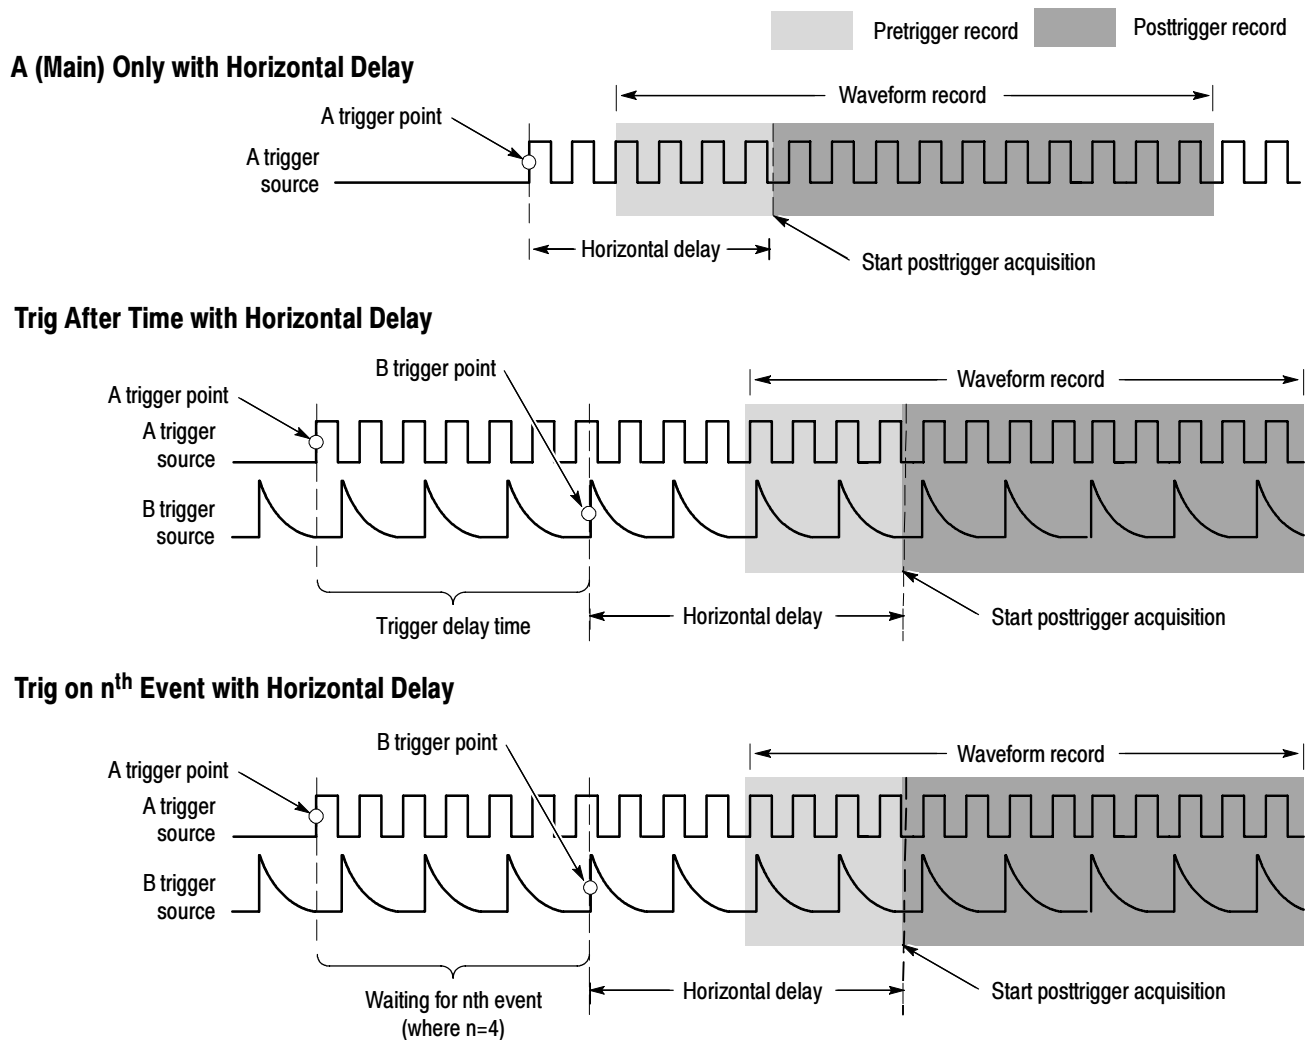 Pretrigger record
Posttrigger record
A (Main) Only with Horizontal Delay
Waveform record
A trigger point
A trigger
source
Horizontal delay
Start posttrigger acquisition
Trig After Time with Horizontal Delay
B trigger point
Waveform record
A trigger point
A trigger
source
B trigger
source
Trigger delay time
Horizontal delay
Start posttrigger acquisition
Trig on nth Event with Horizontal Delay
B trigger point
Waveform record
A trigger point
A trigger
source
B trigger
source
Waiting for nth event
(where n=4)
Horizontal delay
Start posttrigger acquisition